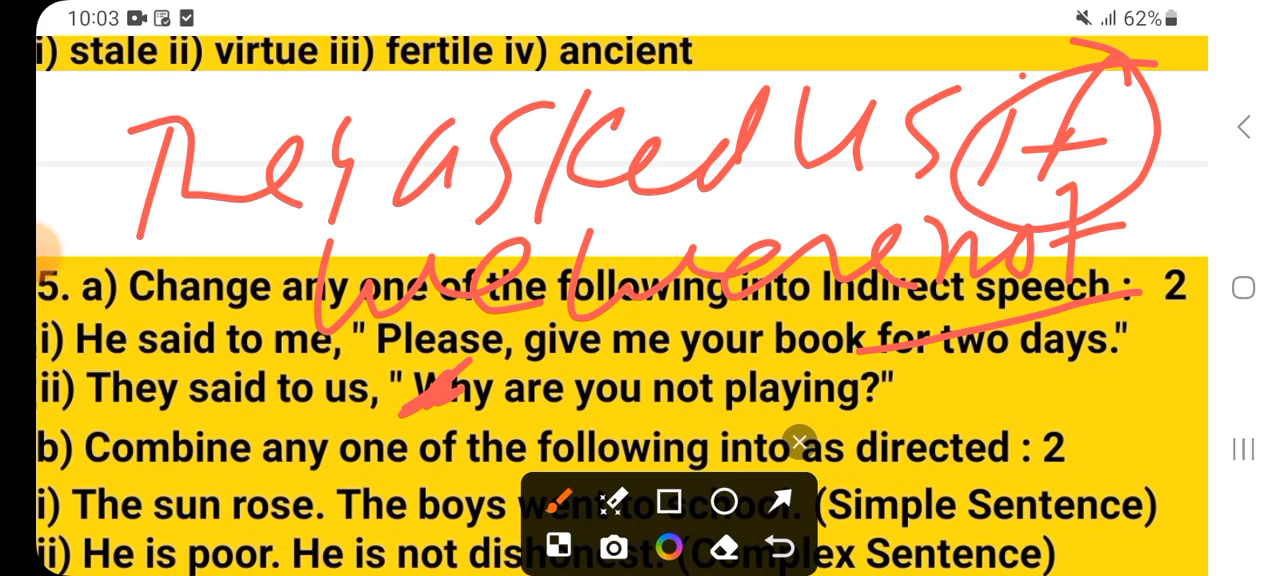 10:03 62%
i) stale ii) virtue iii) fertile iv) ancient
They asked us if
we were not
5. a) Change any one of the following into Indirect speech : 2
i) He said to me, " Please, give me your book for two days."
ii) They said to us, " Why are you not playing?"
b) Combine any one of the following into as directed : 2
i) The sun rose. The boys went to school. (Simple Sentence)
ii) He is poor. He is not dishonest. (Complex Sentence)